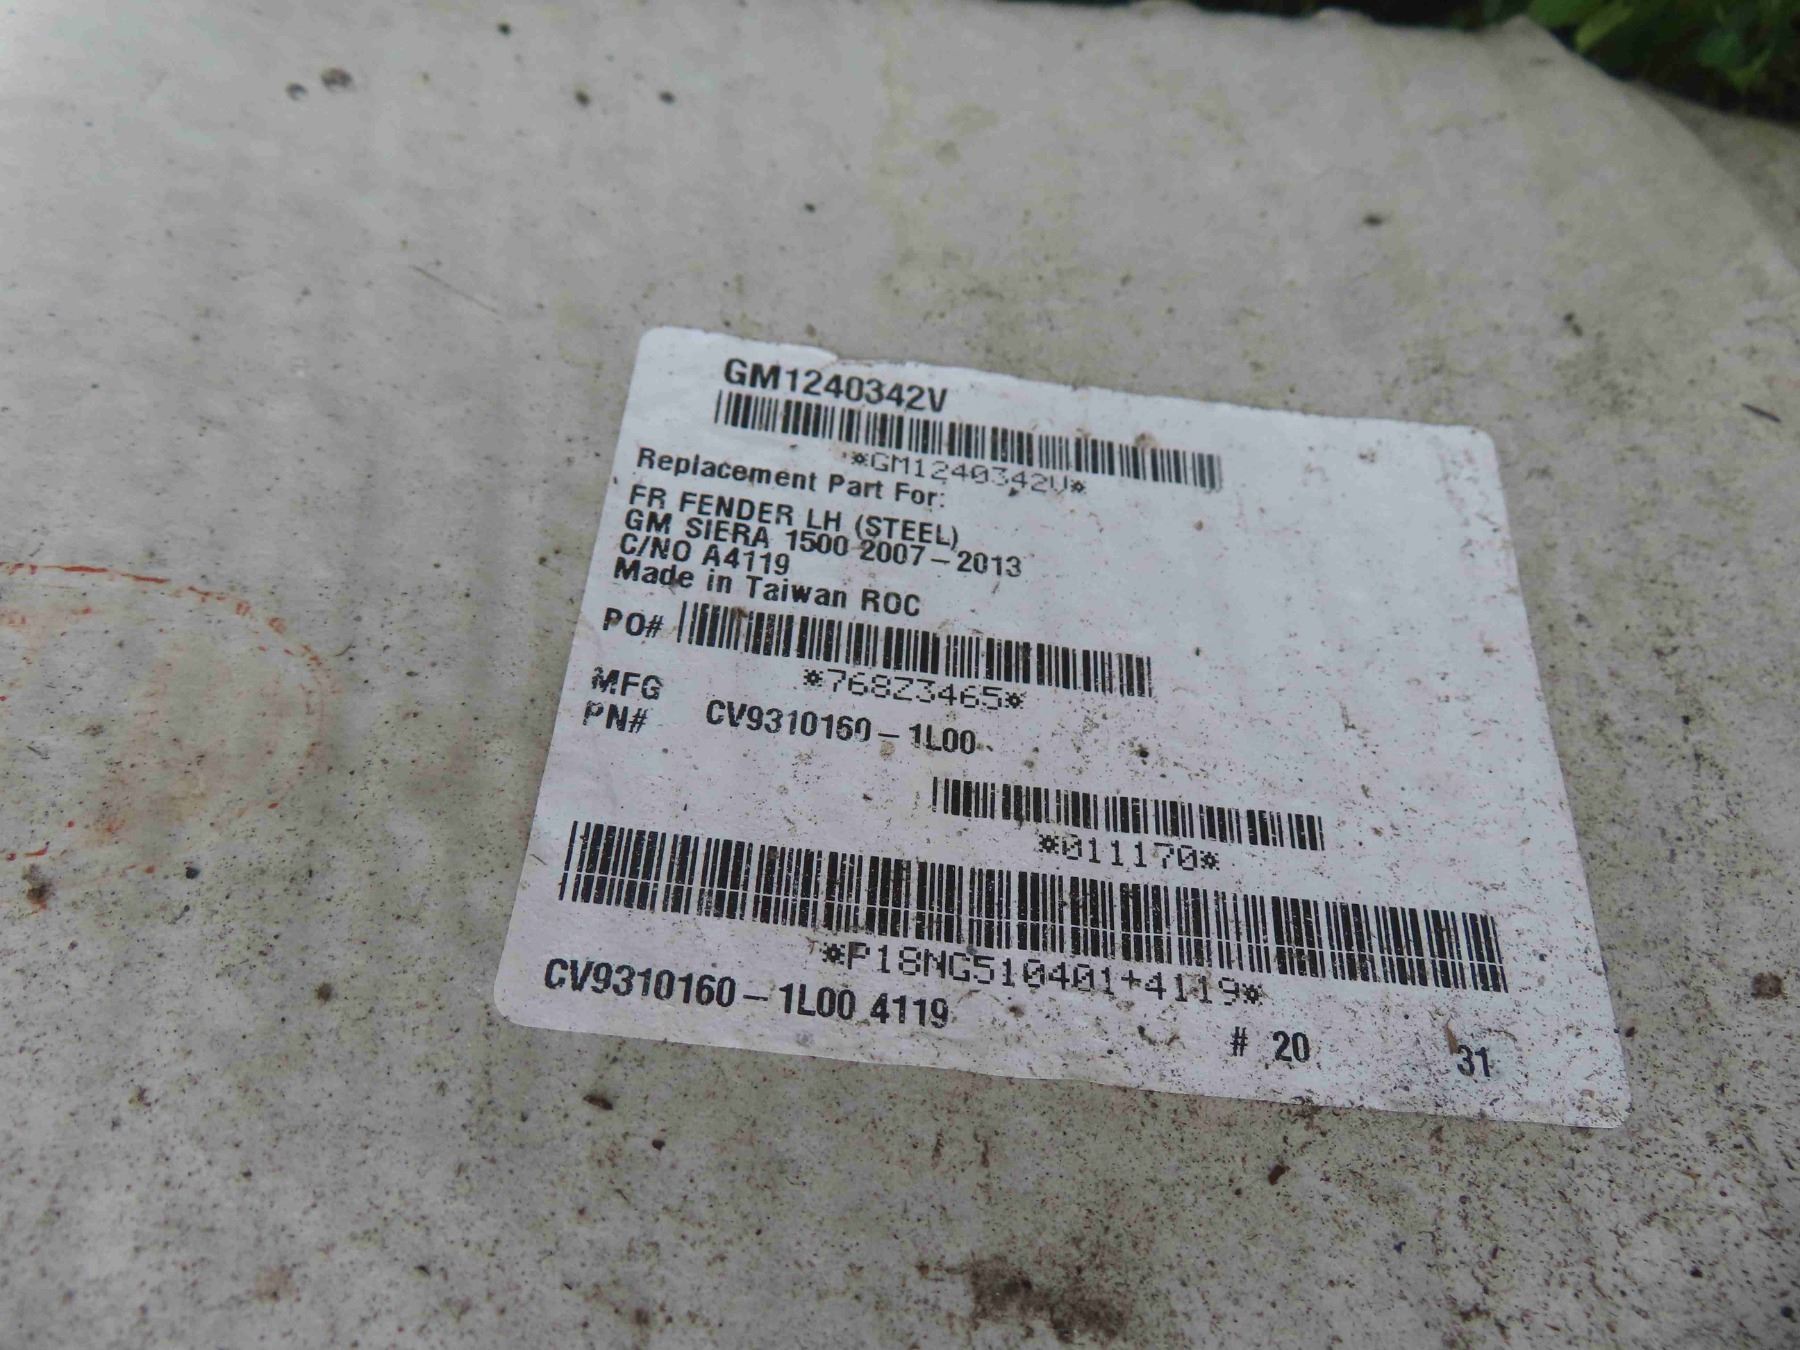 GM1240342V
*GM1240342V*
Replacement Part For:
FR FENDER LH (STEEL)
GM SIERA 1500 2007-2013
C/NO A4119
Made in Taiwan ROC
PO#
*768Z3465*
MFG
PN# CV9310160-1L00
*011170*
*P18NG510401+4119*
CV9310160-1L00 4119
# 20 31